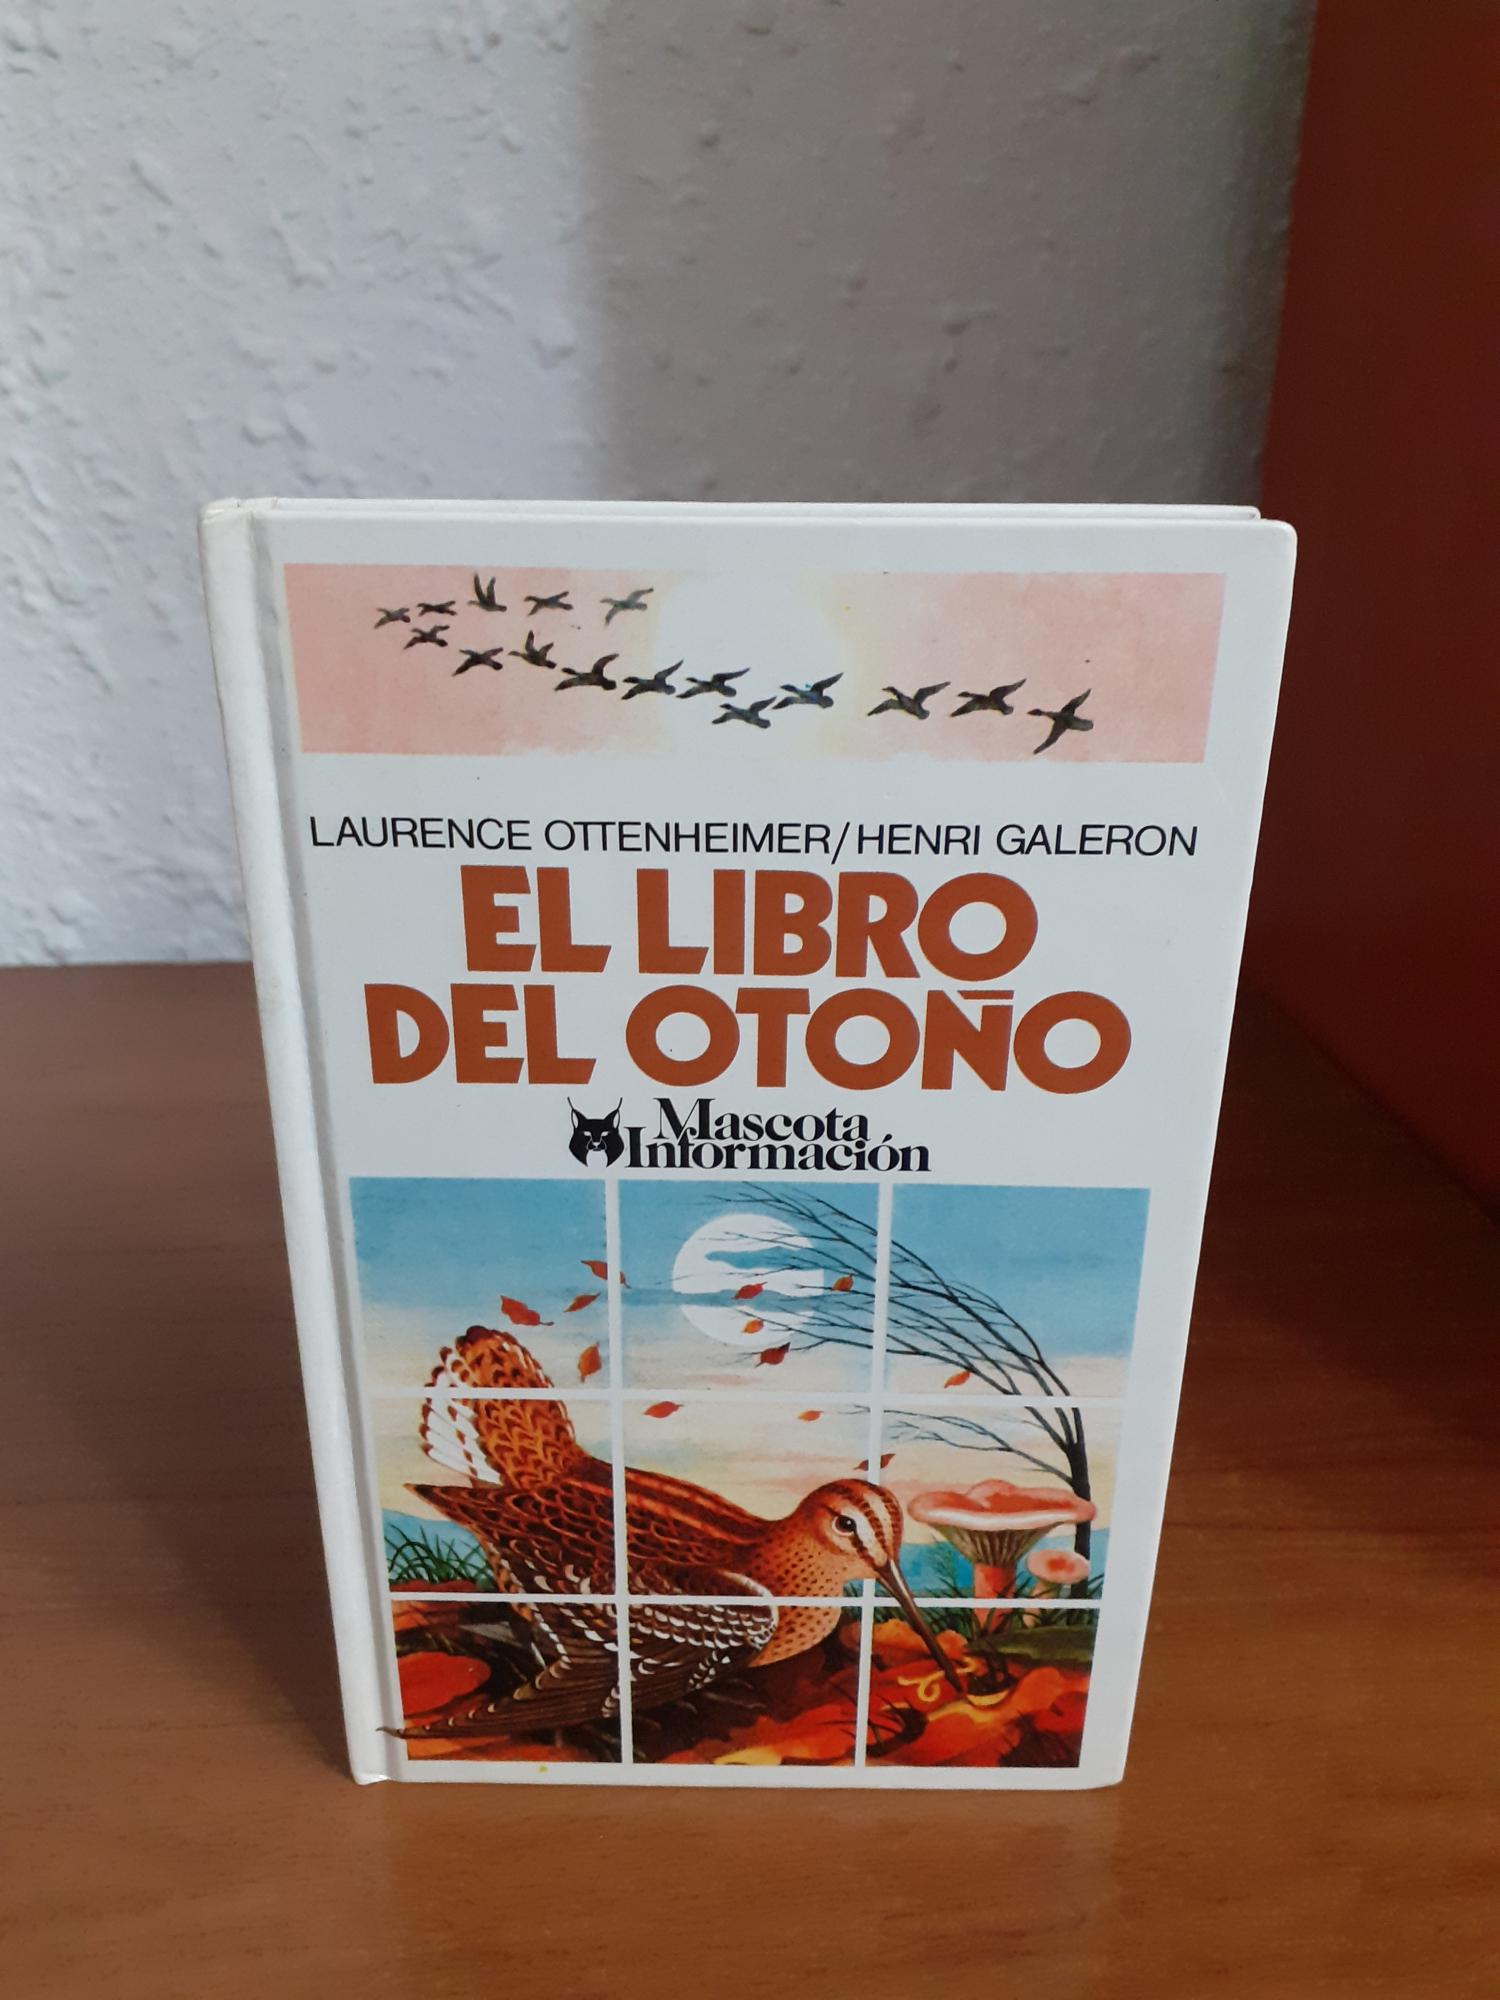 LAURENCE OTTENHEIMER/HENRI GALERON
EL LIBRO
DEL OTOÑO
Mascota
Información